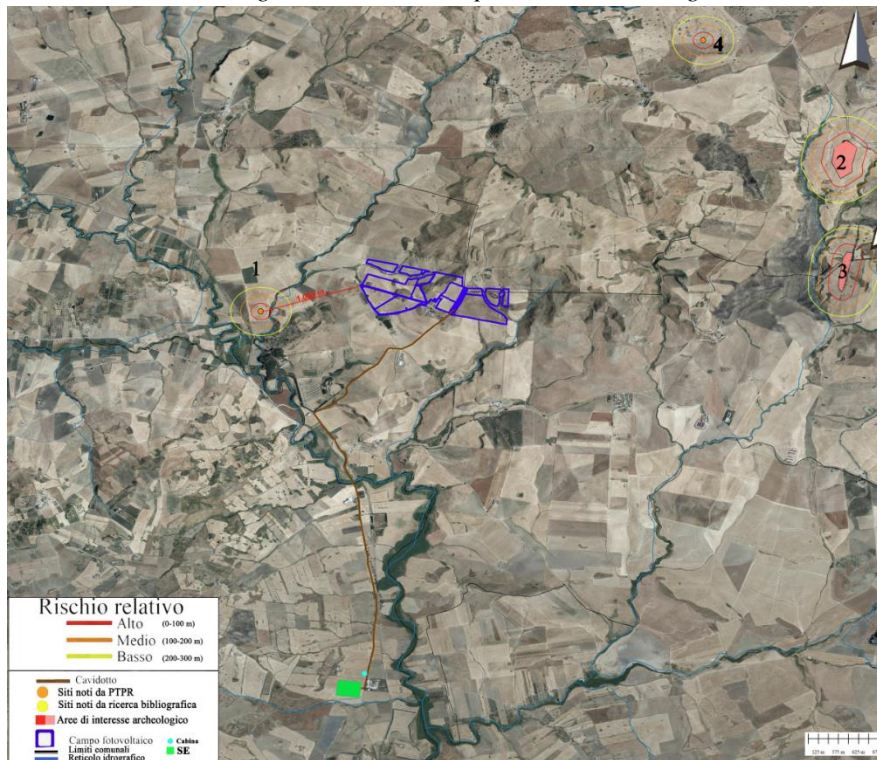 4
2
3
1
Rischio relativo
Alto (0-100 m)
Medio (100-200 m)
Basso (200-300 m)
Cavidotto
Siti noti da PTPR
Siti noti da ricerca bibliografica
Aree di interesse archeologico
Campo fotovoltaico
Cabina
Limiti comunali
SE
Reticolo idrografico